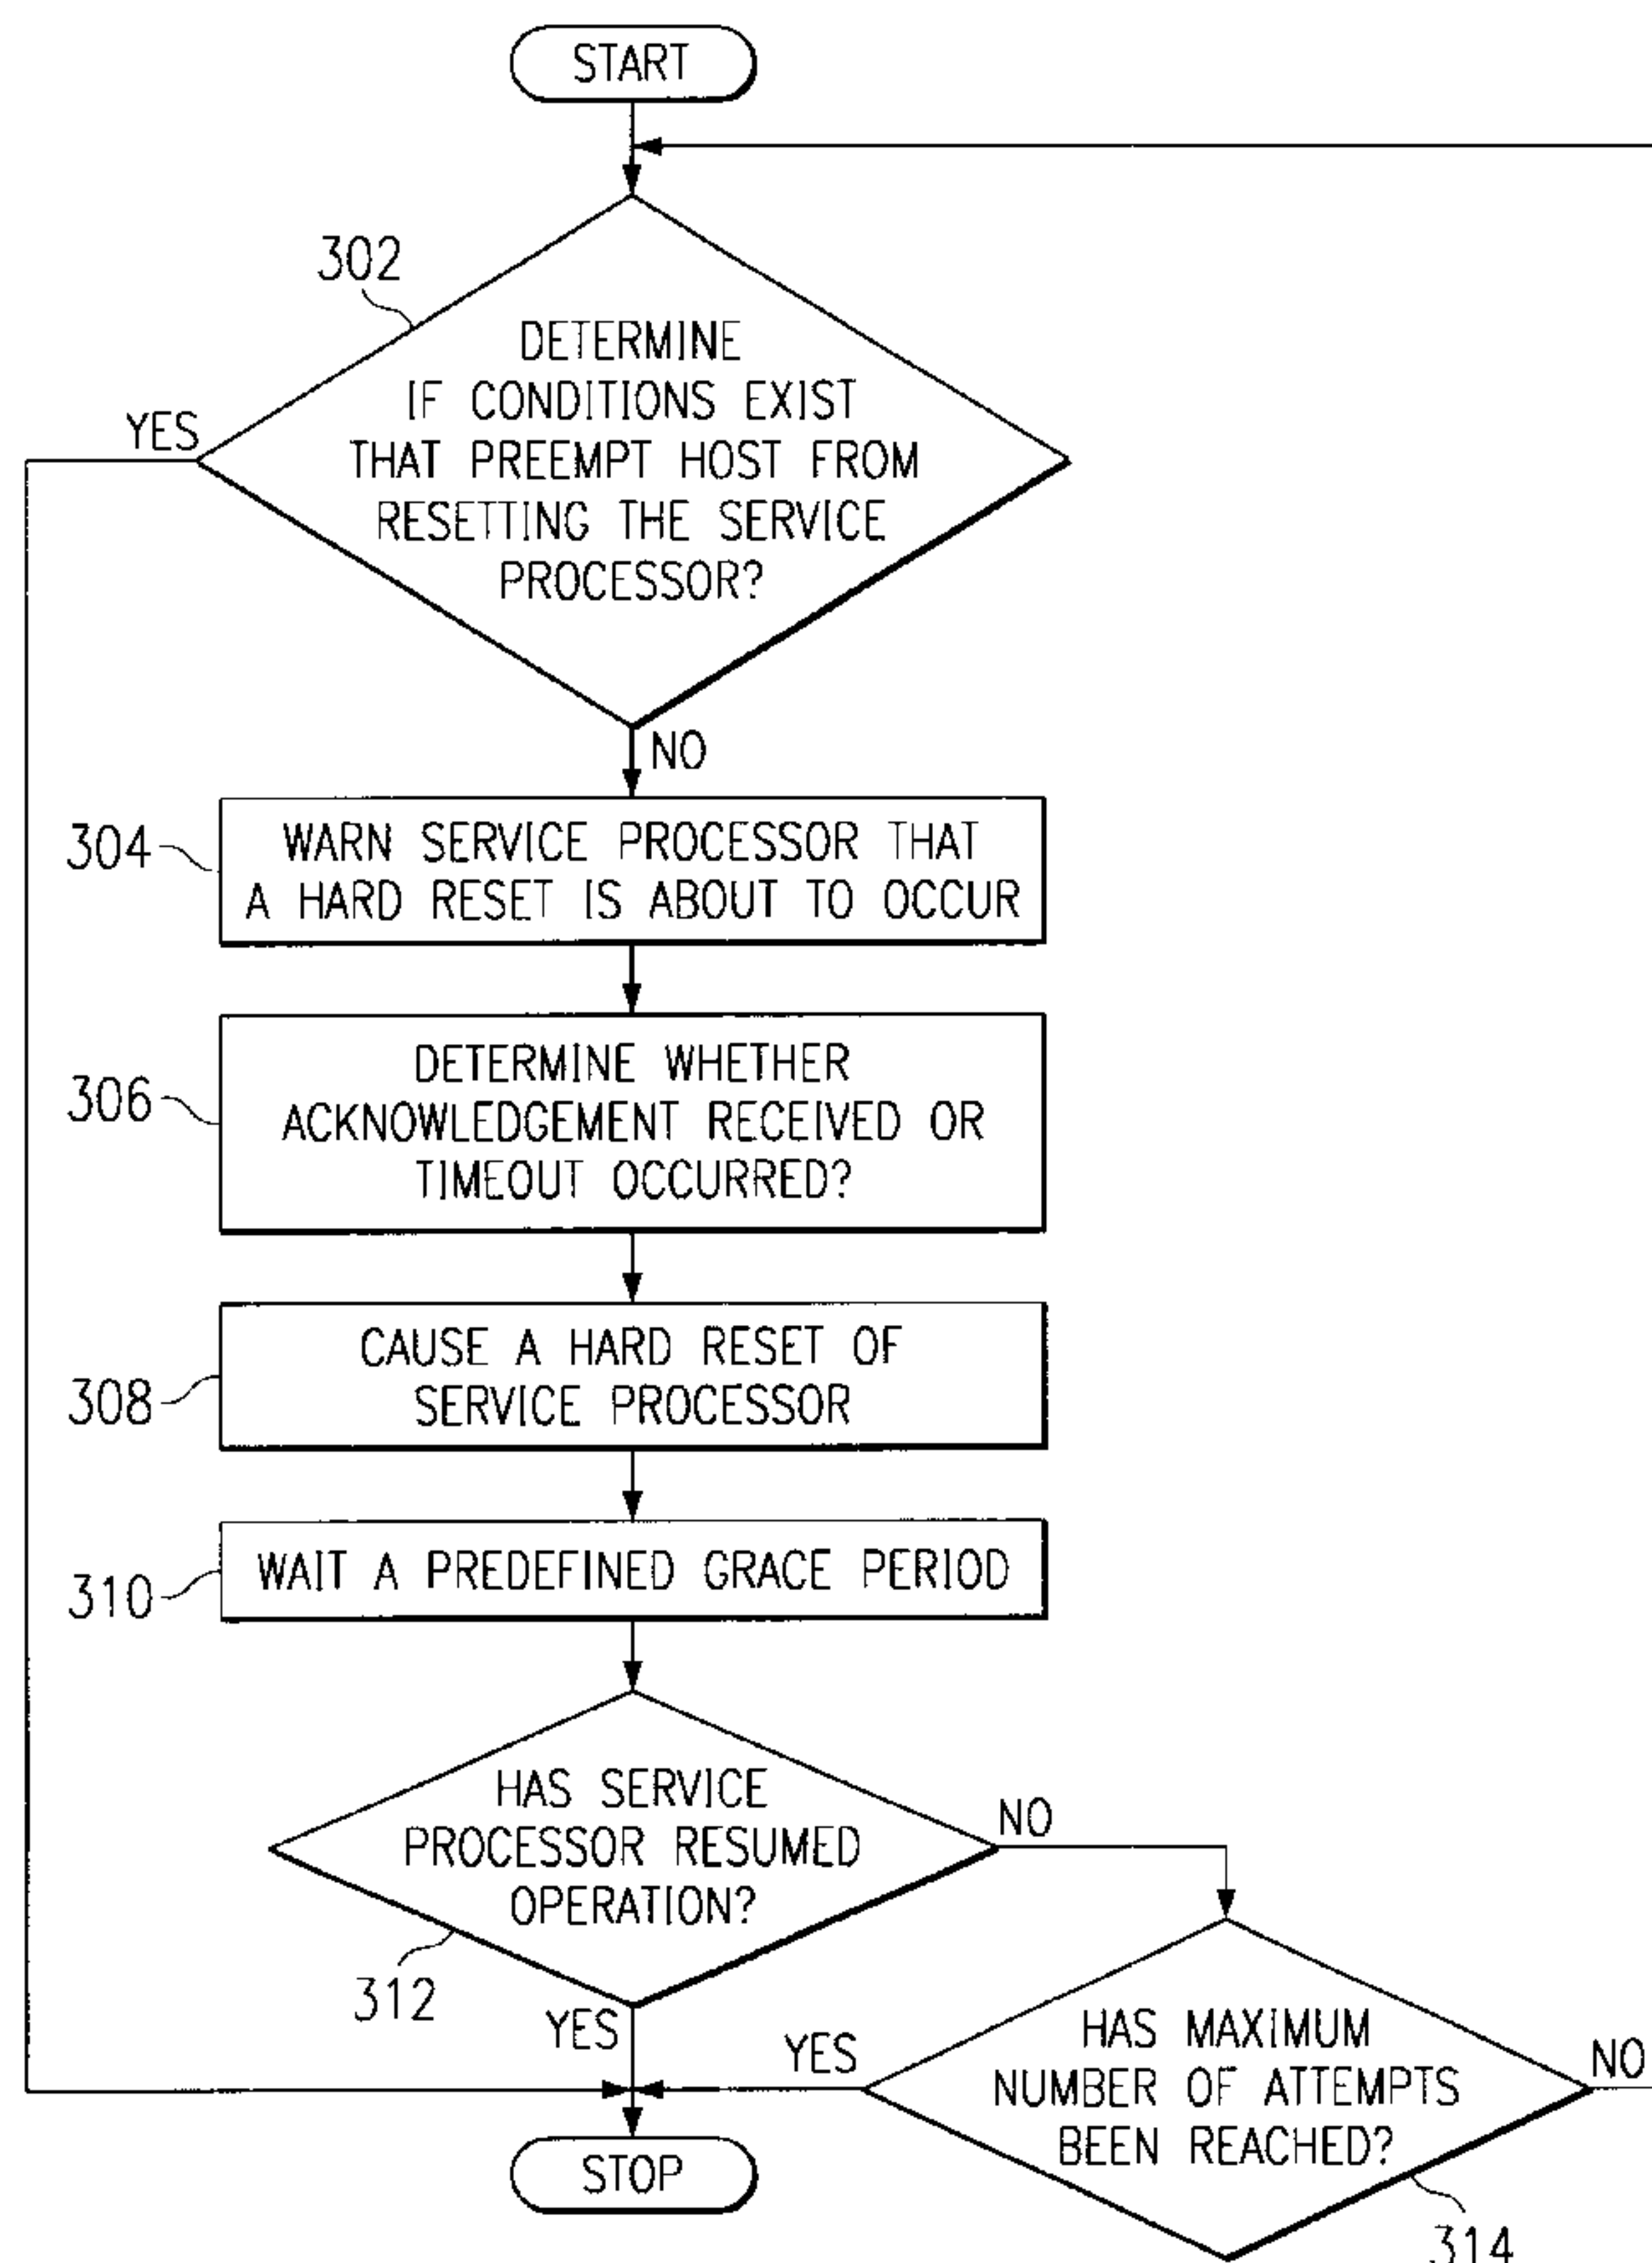 START
302
DETERMINE
IF CONDITIONS EXIST
THAT PREEMPT HOST FROM
RESETTING THE SERVICE
PROCESSOR?
YES
NO
304
WARN SERVICE PROCESSOR THAT
A HARD RESET IS ABOUT TO OCCUR
306
DETERMINE WHETHER
ACKNOWLEDGEMENT RECEIVED OR
TIMEOUT OCCURRED?
308
CAUSE A HARD RESET OF
SERVICE PROCESSOR
310
WAIT A PREDEFINED GRACE PERIOD
HAS SERVICE
PROCESSOR RESUMED
OPERATION?
NO
312
YES
YES
HAS MAXIMUM
NUMBER OF ATTEMPTS
BEEN REACHED?
NO
STOP
314